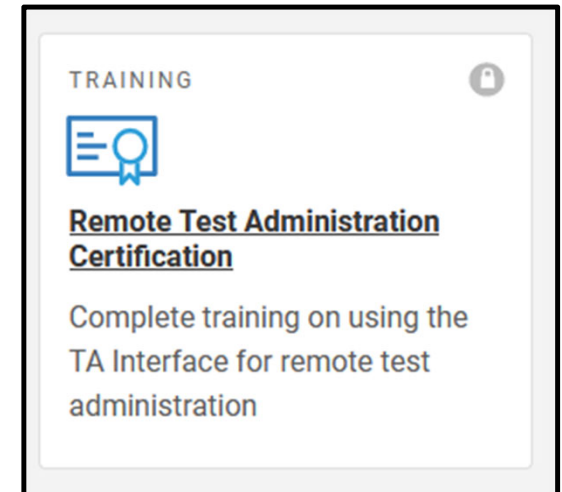 TRAINING
Remote Test Administration
Certification
Complete training on using the
TA Interface for remote test
administration